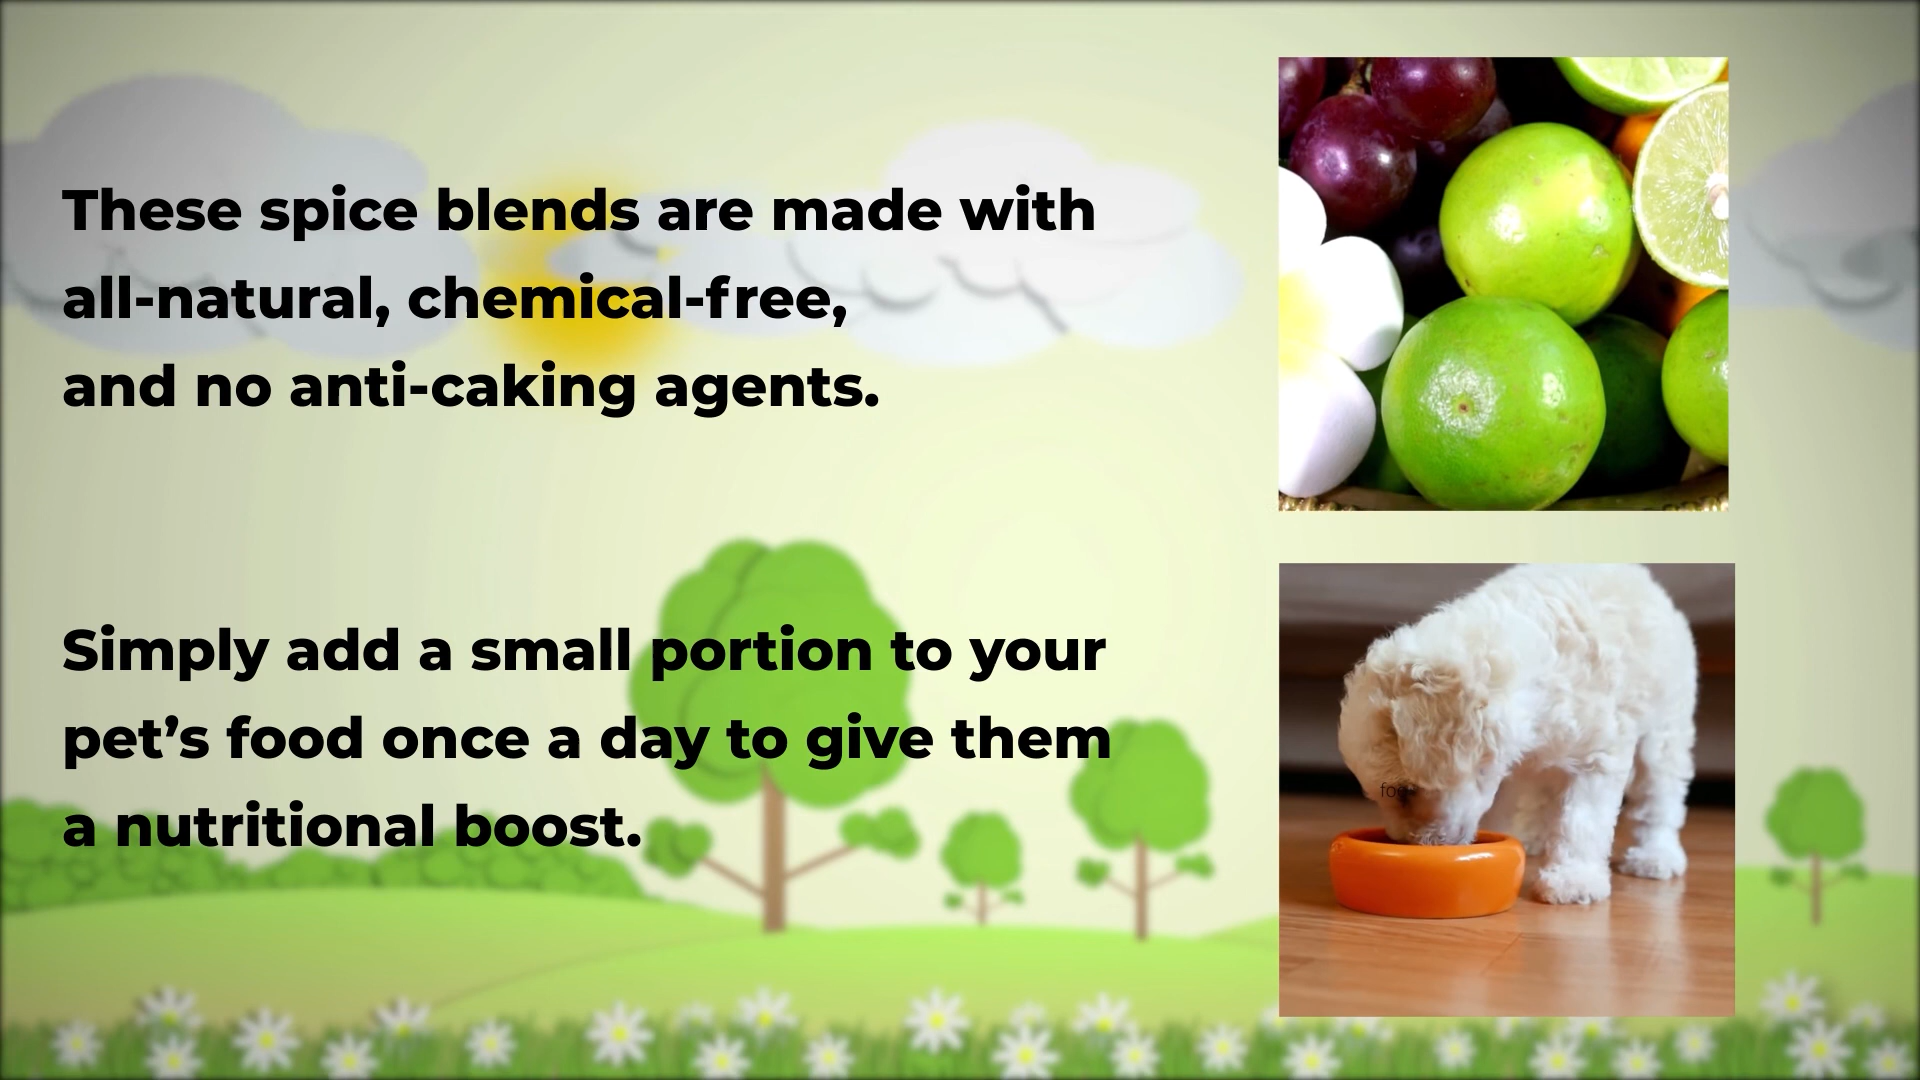 These spice blends are made with
all-natural, chemical-free,
and no anti-caking agents.
Simply add a small portion to your
pet’s food once a day to give them
a nutritional boost.